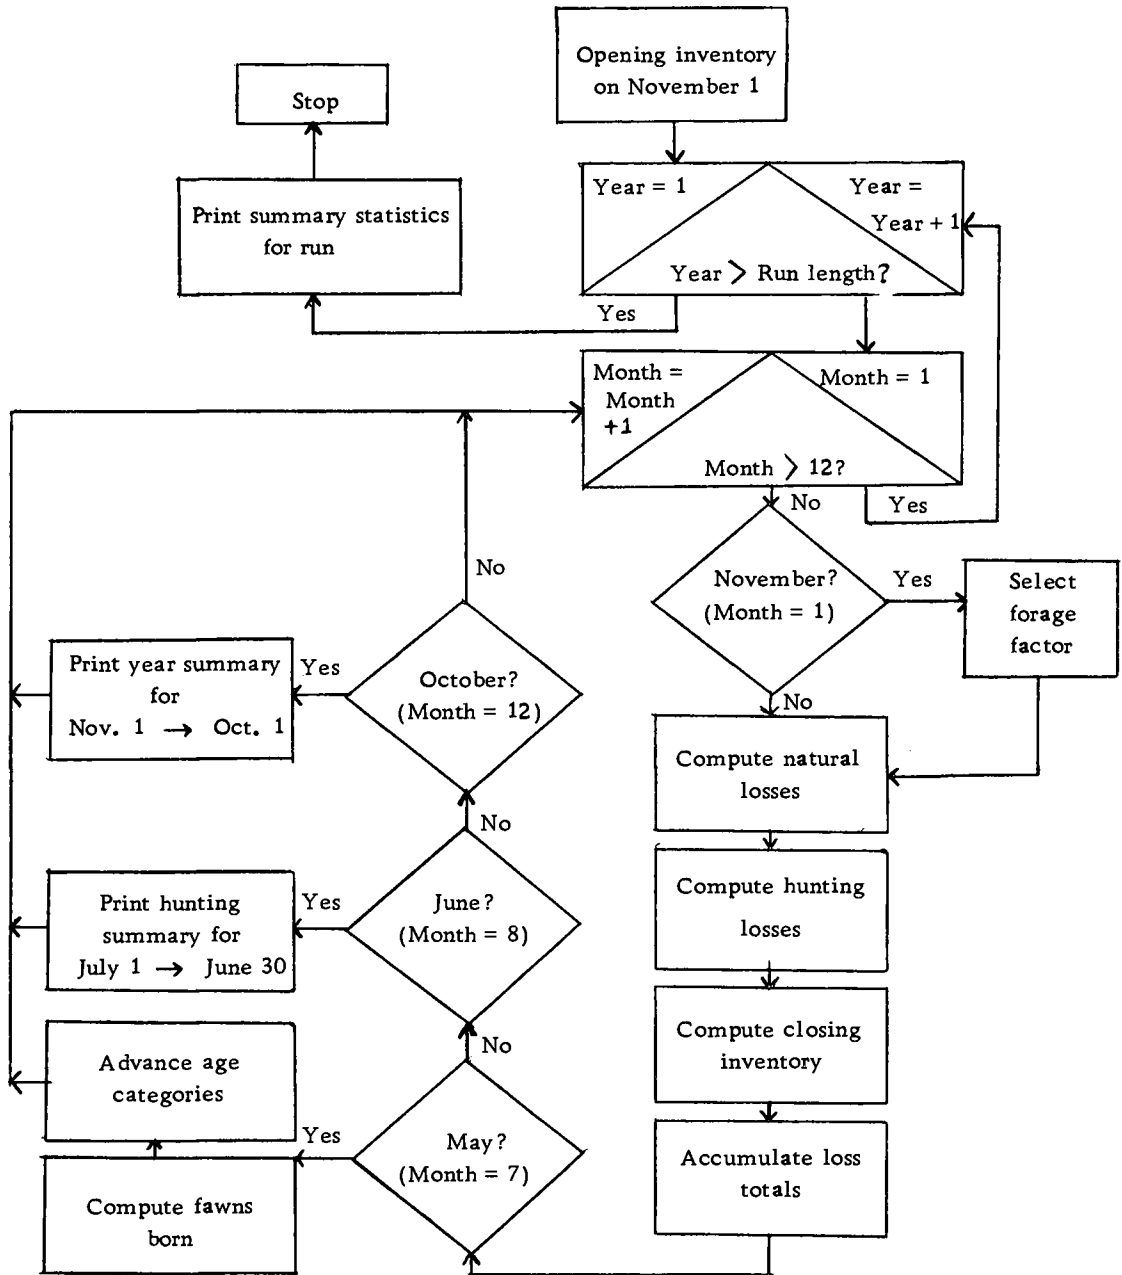 Opening inventory
on November 1
Stop
Print summary statistics
for run
Year = 1
Year =
Year + 1
Year > Run length?
Yes
Month =
Month
+1
Month = 1
Month > 12?
No
Yes
November?
(Month = 1)
Yes
Select
forage
factor
No
Compute natural
losses
Compute hunting
losses
Compute closing
inventory
Accumulate loss
totals
No
October?
(Month = 12)
Yes
Print year summary
for
Nov. 1 → Oct. 1
No
June?
(Month = 8)
Yes
Print hunting
summary for
July 1 → June 30
No
May?
(Month = 7)
Yes
Advance age
categories
Compute fawns
born